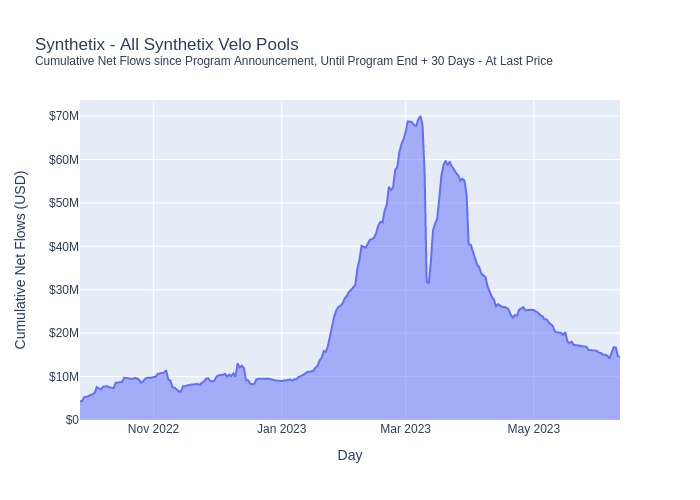 Synthetix - All Synthetix Velo Pools
Cumulative Net Flows since Program Announcement, Until Program End + 30 Days - At Last Price
$70M
$60M
$50M
$40M
$30M
$20M
$10M
$0
Cumulative Net Flows (USD)
Nov 2022
Jan 2023
Mar 2023
May 2023
Day